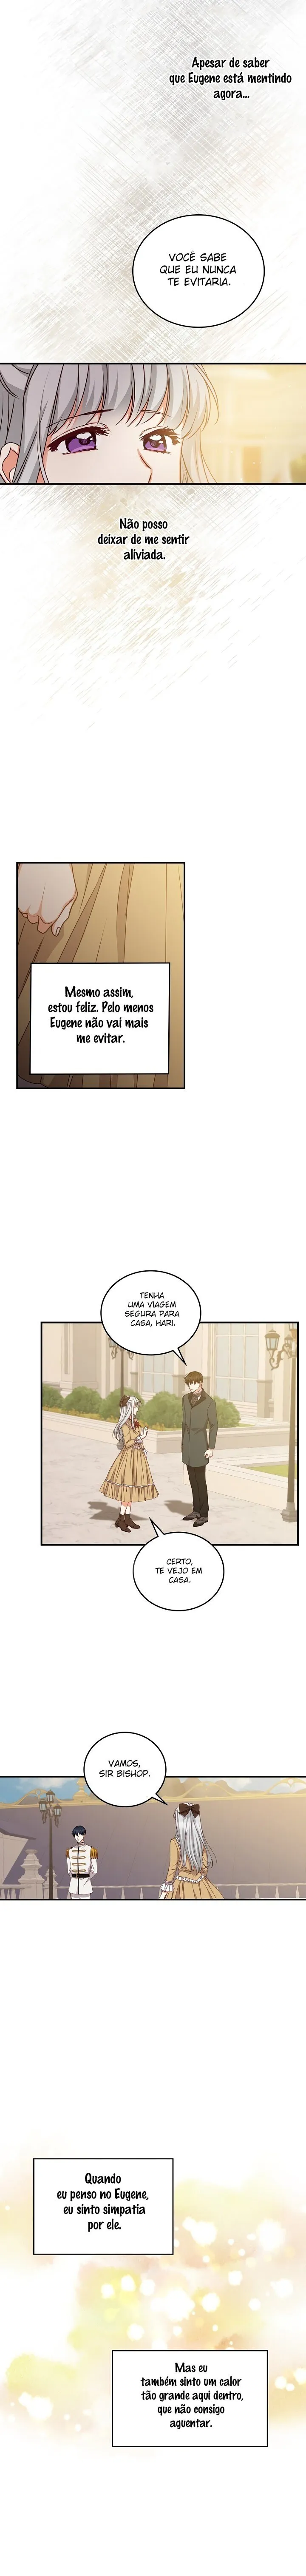 Apesar de saber
que Eugene está mentindo
agora...
VOCÊ SABE
QUE EU NUNCA
TE EVITARIA.
Não posso
deixar de me sentir
aliviada.
Mesmo assim,
estou feliz. Pelo menos
Eugene não vai mais
me evitar.
TENHA
UMA VIAGEM
SEGURA PARA
CASA, HARI.
CERTO,
TE VEJO EM
CASA.
VAMOS,
SIR BISHOP.
Quando
eu penso no Eugene,
eu sinto simpatia
por ele.
Mas eu
também sinto um calor
tão grande aqui dentro,
que não consigo
aguentar.